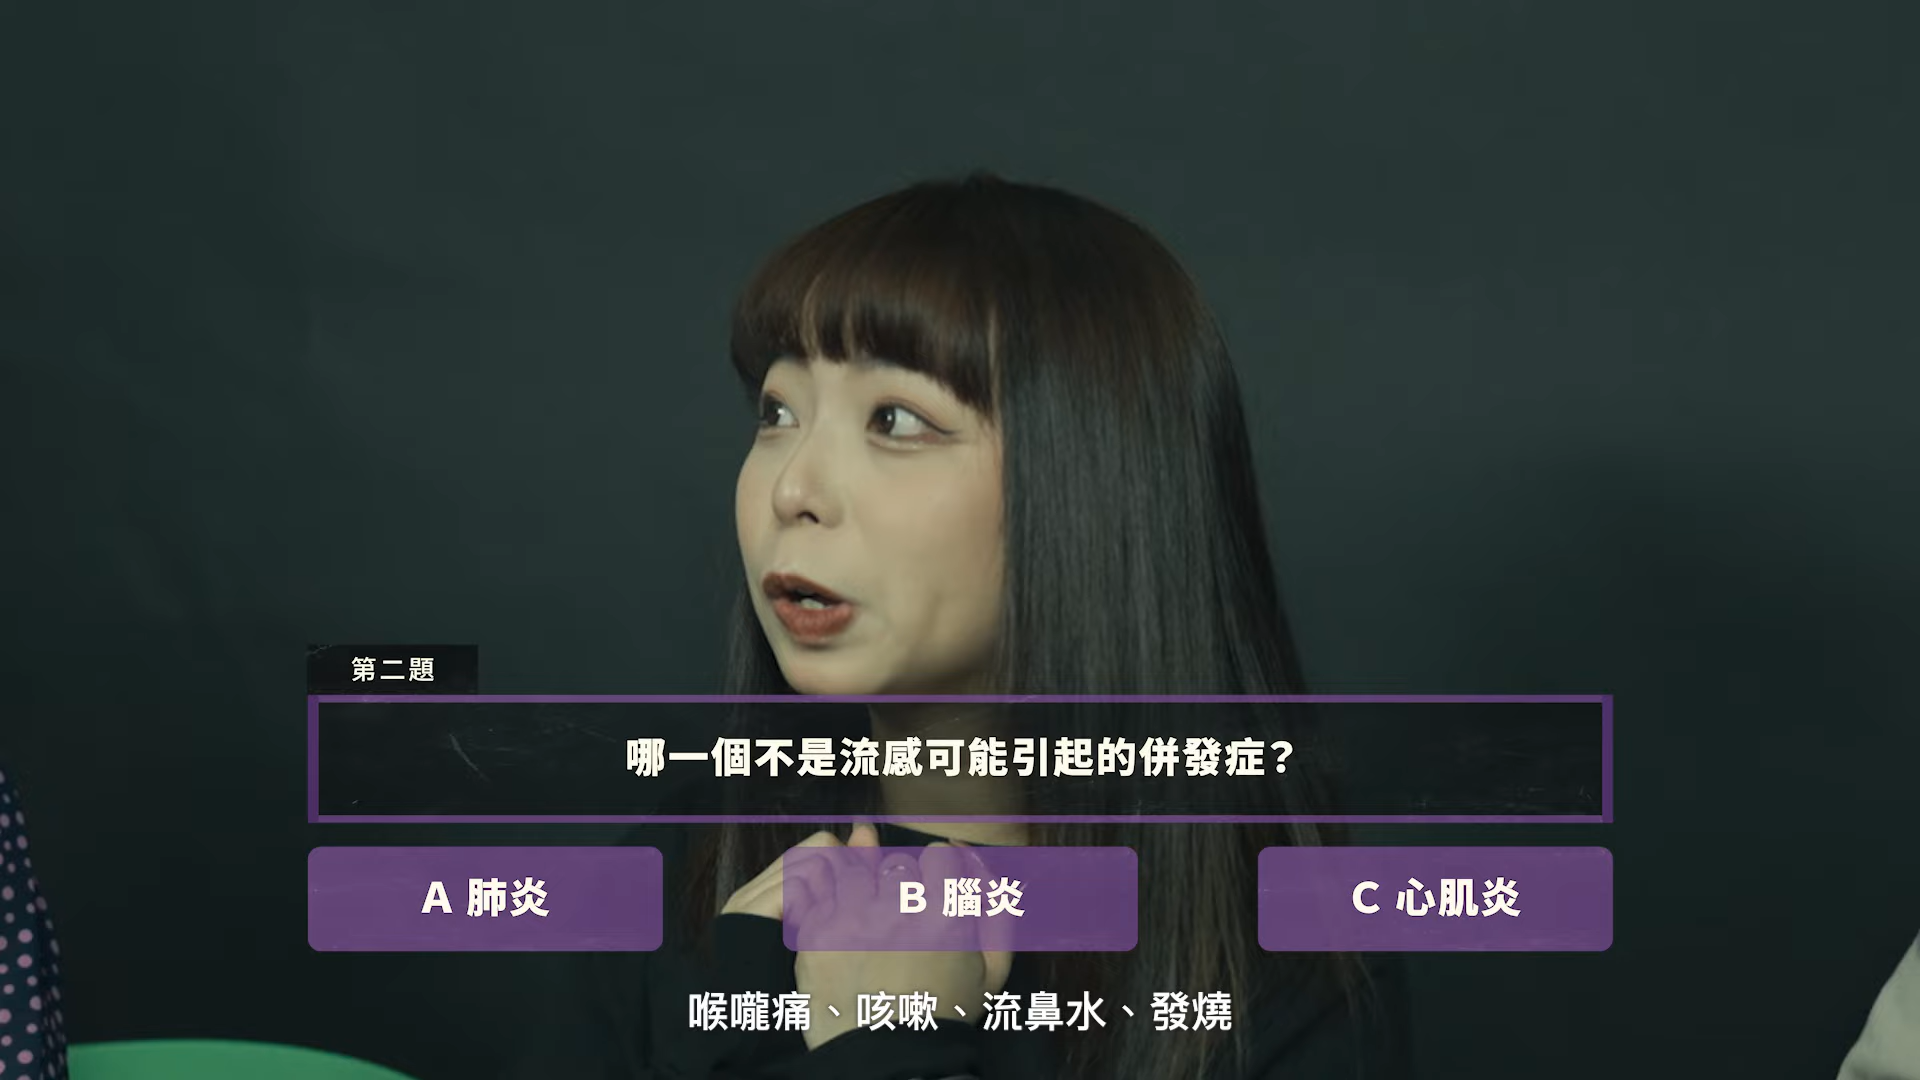 第二題
哪一個不是流感可能引起的併發症？
A 肺炎
B 腦炎
C 心肌炎
喉嚨痛、咳嗽、流鼻水、發燒